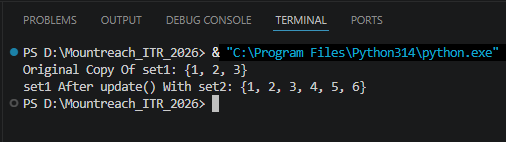 PROBLEMS OUTPUT DEBUG CONSOLE TERMINAL PORTS
PS D:\Mountreach_ITR_2026> & "C:\Program Files\Python314\python.exe"
Original Copy Of set1: {1, 2, 3}
set1 After update() With set2: {1, 2, 3, 4, 5, 6}
PS D:\Mountreach_ITR_2026>